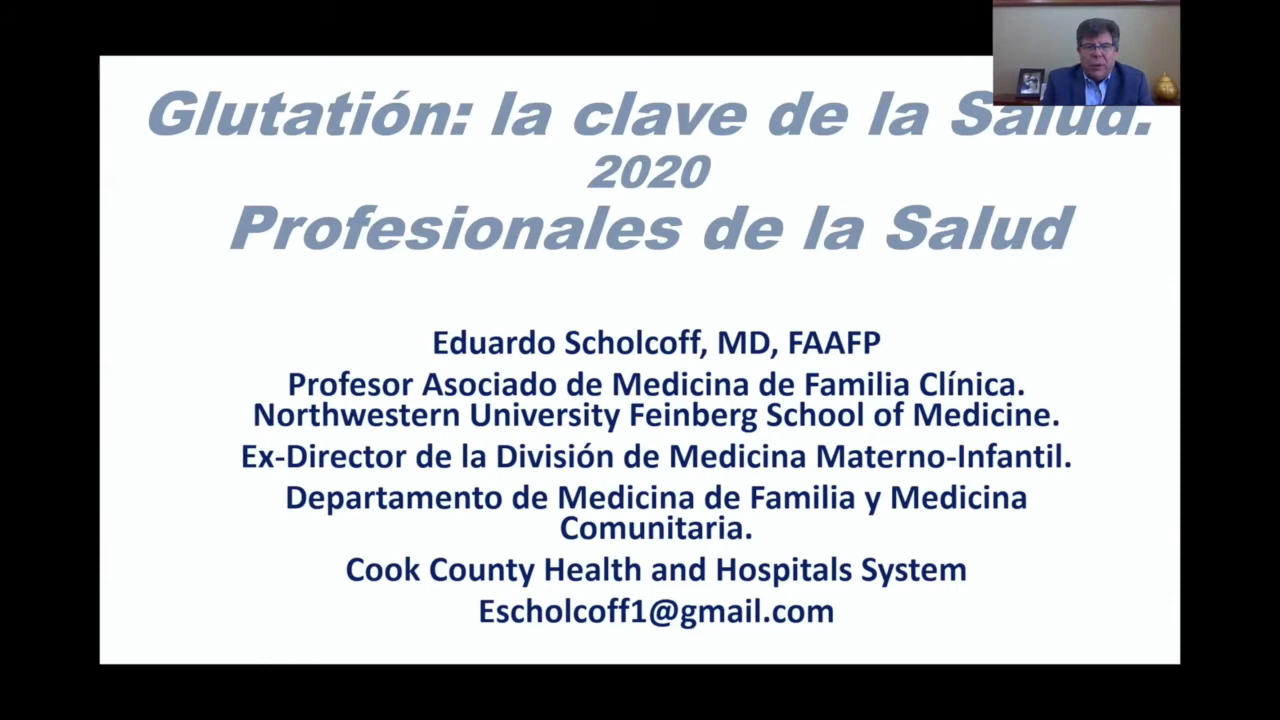 Glutatión: la clave de la Salud.
2020
Profesionales de la Salud
Eduardo Scholcoff, MD, FAAFP
Profesor Asociado de Medicina de Familia Clínica.
Northwestern University Feinberg School of Medicine.
Ex-Director de la División de Medicina Materno-Infantil.
Departamento de Medicina de Familia y Medicina
Comunitaria.
Cook County Health and Hospitals System
Escholcoff1@gmail.com